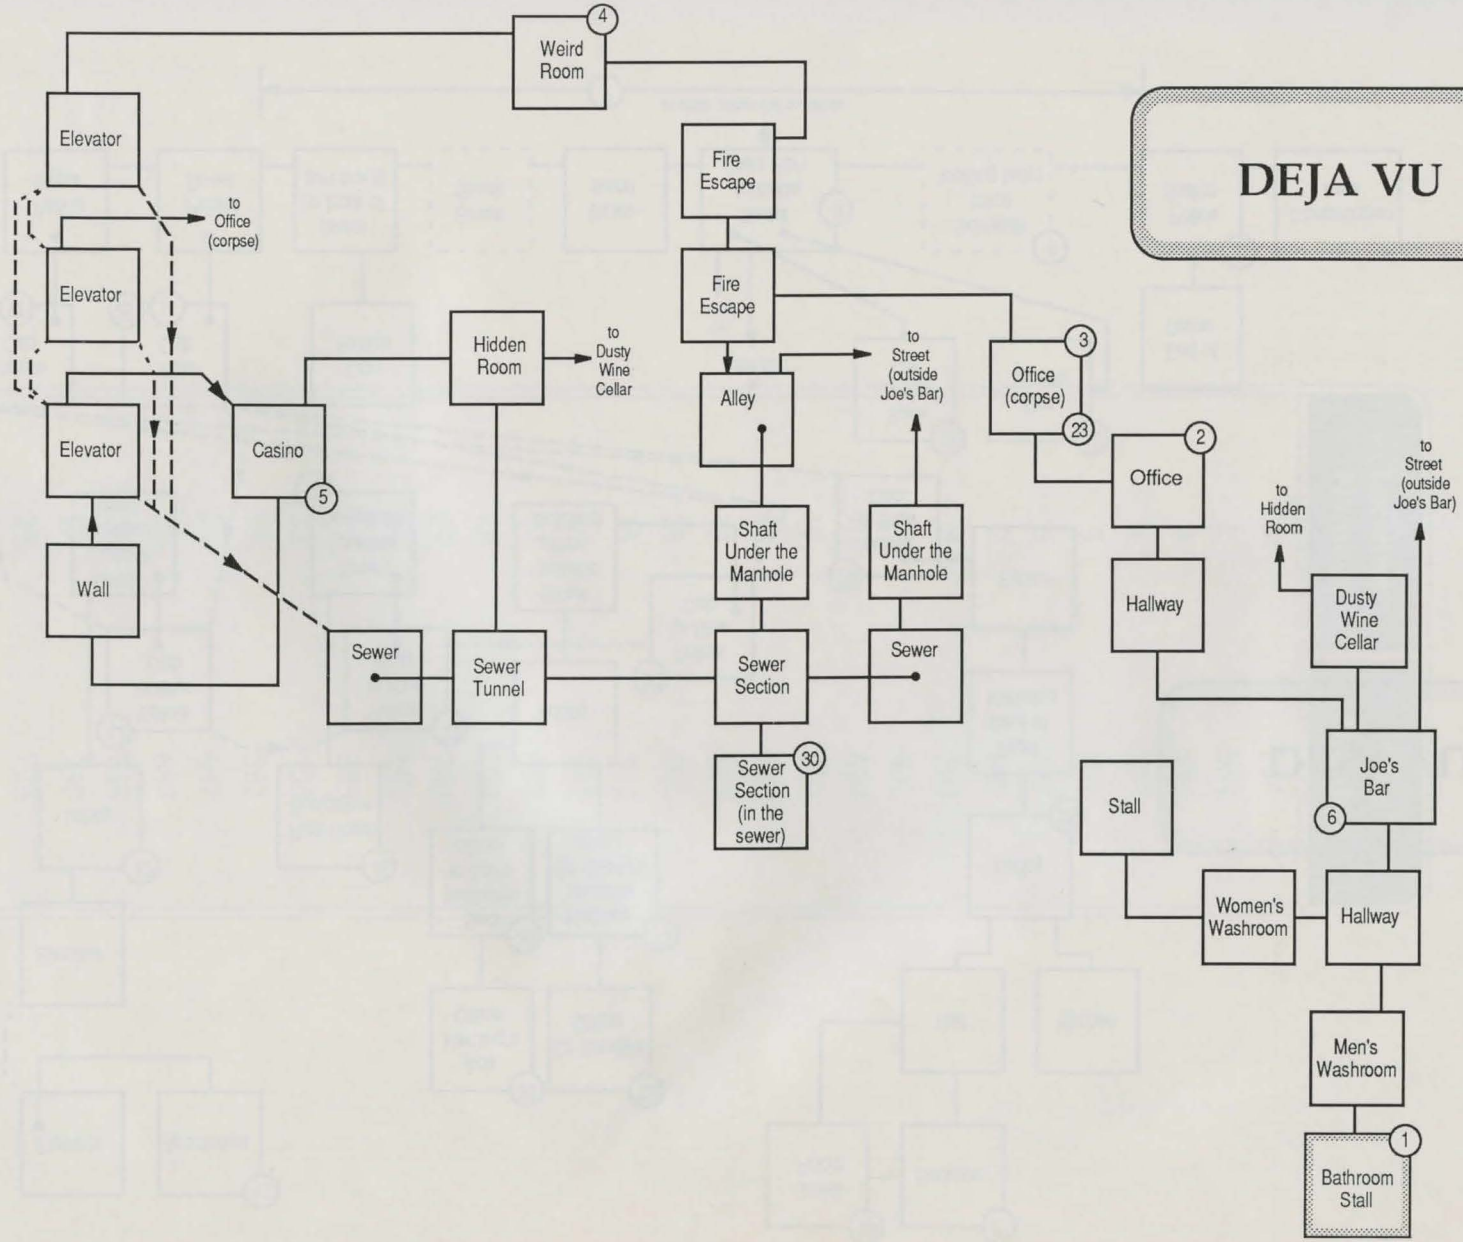 4
Weird
Room
DEJA VU
Elevator
Fire
Escape
to
Office
(corpse)
Elevator
Fire
Escape
Hidden
Room
to
Dusty
Wine
Cellar
to
Street
(outside
Joe's Bar)
3
Office
(corpse)
23
Alley
Elevator
Casino
5
2
Office
to
Hidden
Room
to
Street
(outside
Joe's Bar)
Shaft
Under the
Manhole
Shaft
Under the
Manhole
Wall
Hallway
Dusty
Wine
Cellar
Sewer
Sewer
Tunnel
Sewer
Section
Sewer
30
Sewer
Section
(in the
sewer)
Stall
Joe's
Bar
6
Women's
Washroom
Hallway
Men's
Washroom
1
Bathroom
Stall